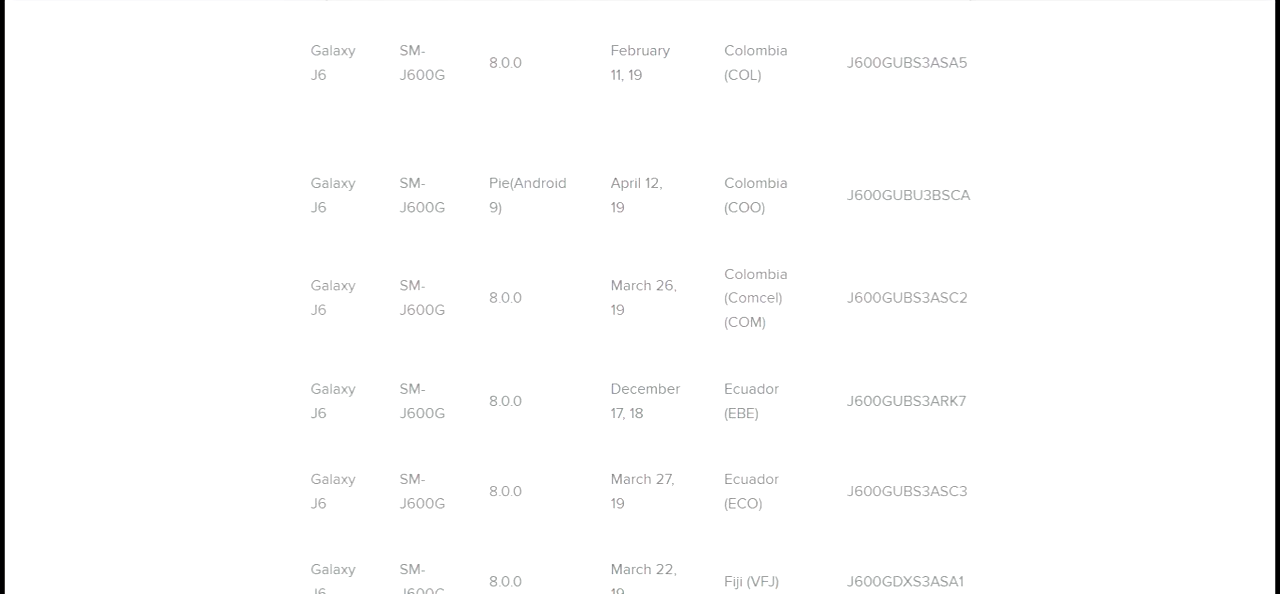 Galaxy J6 SM-J600G 8.0.0 February 11, 19 Colombia (COL) J600GUBS3ASA5
Galaxy J6 SM-J600G Pie(Android 9) April 12, 19 Colombia (COO) J600GUBU3BSCA
Galaxy J6 SM-J600G 8.0.0 March 26, 19 Colombia (Comcel) (COM) J600GUBS3ASC2
Galaxy J6 SM-J600G 8.0.0 December 17, 18 Ecuador (EBE) J600GUBS3ARK7
Galaxy J6 SM-J600G 8.0.0 March 27, 19 Ecuador (ECO) J600GUBS3ASC3
Galaxy J6 SM-J600G 8.0.0 March 22, 19 Fiji (VFJ) J600GDXS3ASA1